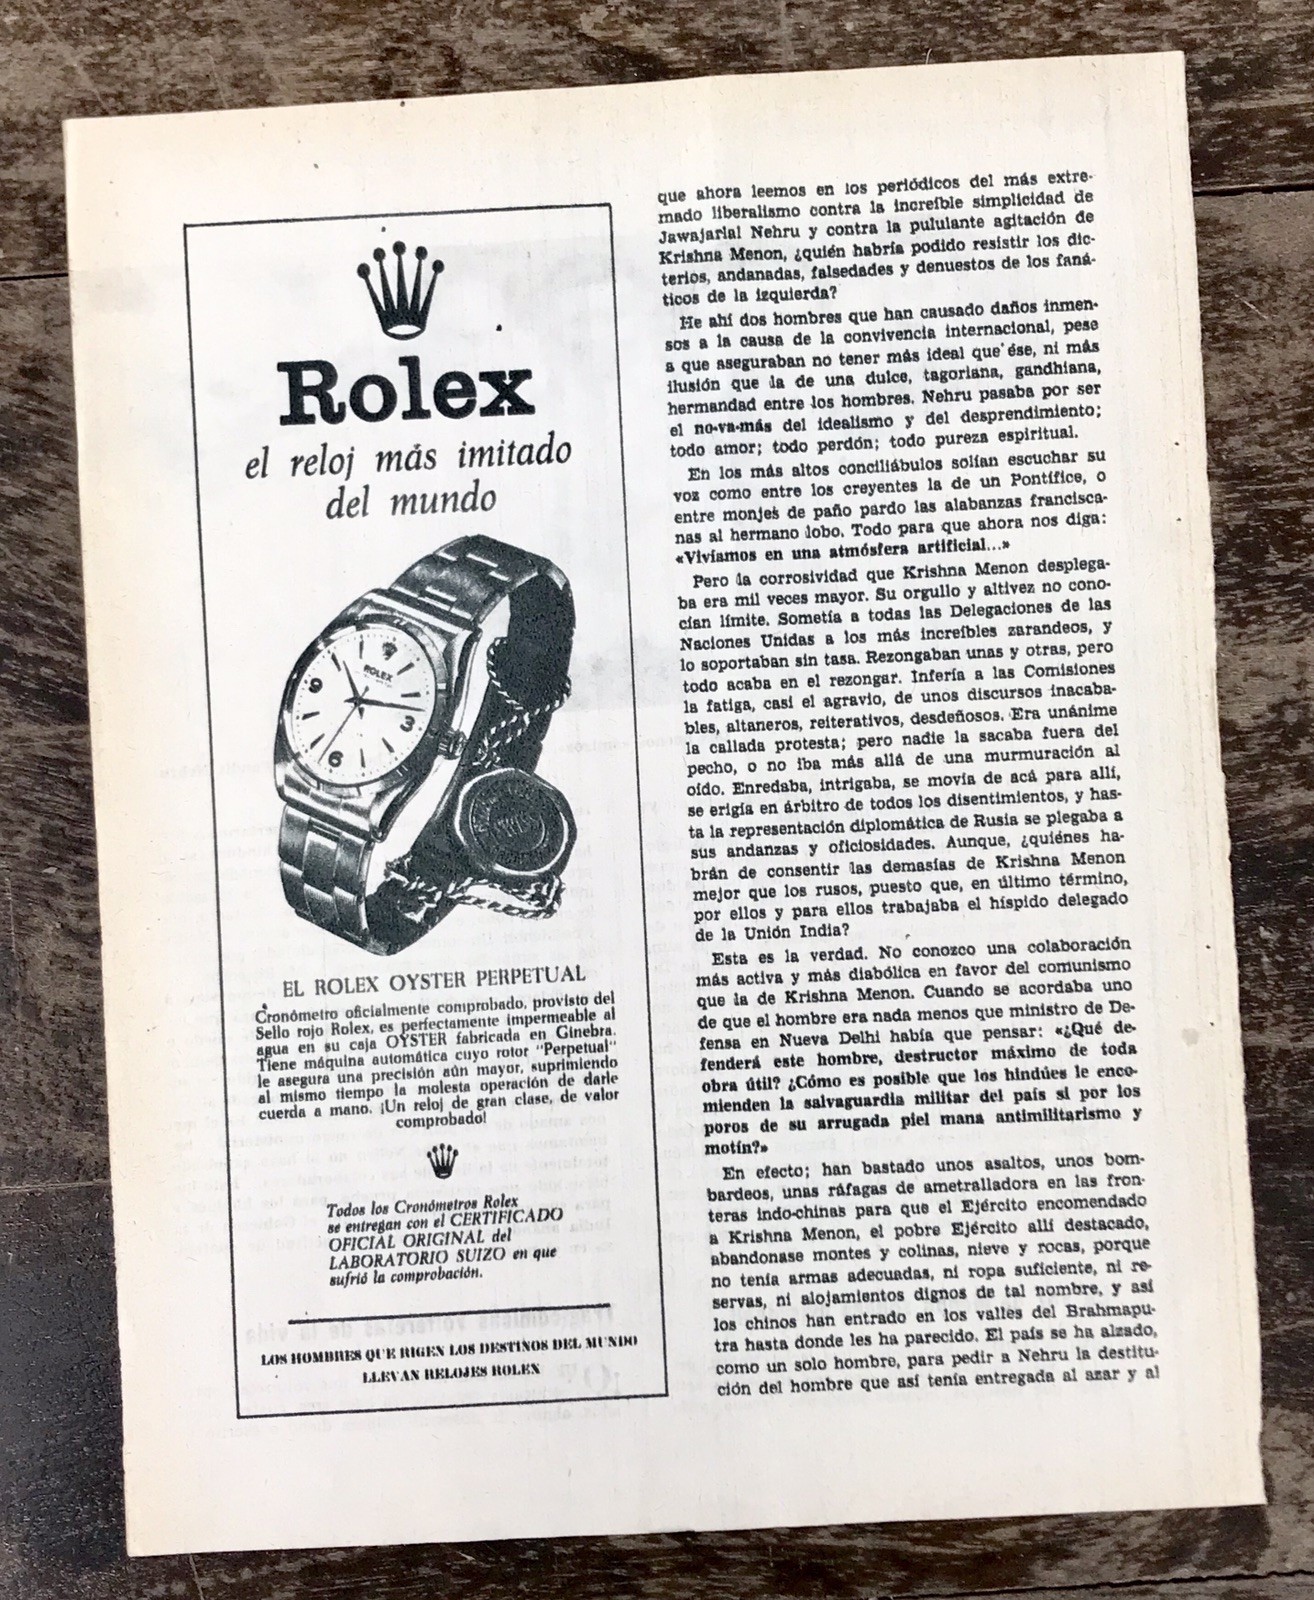 Rolex
el reloj más imitado
del mundo
ROLEX
9
3
6
EL ROLEX OYSTER PERPETUAL
Cronómetro oficialmente comprobado, provisto del
Sello rojo Rolex, es perfectamente impermeable al
agua en su caja OYSTER fabricada en Ginebra.
Tiene máquina automática cuyo rotor "Perpetual"
le asegura una precisión aún mayor, suprimiendo
al mismo tiempo la molesta operación de darle
cuerda a mano. ¡Un reloj de gran clase, de valor
comprobado!
Todos los Cronómetros Rolex
se entregan con el CERTIFICADO
OFICIAL ORIGINAL del
LABORATORIO SUIZO en que
sufrió la comprobación.
LOS HOMBRES QUE RIGEN LOS DESTINOS DEL MUNDO
LLEVAN RELOJES ROLEX
que ahora leemos en los periódicos del más extre-
mado liberalismo contra la increíble simplicidad de
Jawajarlal Nehru y contra la pululante agitación de
Krishna Menon, ¿quién habría podido resistir los dic-
terios, andanadas, falsedades y denuestos de los faná-
ticos de la izquierda?
He ahí dos hombres que han causado daños inmen-
sos a la causa de la convivencia internacional, pese
a que aseguraban no tener más ideal que ése, ni más
ilusión que la de una dulce, tagoriana, gandhiana,
hermandad entre los hombres. Nehru pasaba por ser
el no-va-más del idealismo y del desprendimiento;
todo amor; todo perdón; todo pureza espiritual.
En los más altos conciliábulos solían escuchar su
voz como entre los creyentes la de un Pontífice, o
entre monjes de paño pardo las alabanzas francisca-
nas al hermano lobo. Todo para que ahora nos diga:
«Vivíamos en una atmósfera artificial...»
Pero la corrosividad que Krishna Menon desplega-
ba era mil veces mayor. Su orgullo y altivez no cono-
cían límite. Sometía a todas las Delegaciones de las
Naciones Unidas a los más increíbles zarandeos, y
lo soportaban sin tasa. Rezongaban unas y otras, pero
todo acaba en el rezongar. Infería a las Comisiones
la fatiga, casi el agravio, de unos discursos inacaba-
bles, altaneros, reiterativos, desdeñosos. Era unánime
la callada protesta; pero nadie la sacaba fuera del
pecho, o no iba más allá de una murmuración al
oído. Enredaba, intrigaba, se movía de acá para allí,
se erigía en árbitro de todos los disentimientos, y has-
ta la representación diplomática de Rusia se plegaba a
sus andanzas y oficiosidades. Aunque, ¿quiénes ha-
brán de consentir las demasías de Krishna Menon
mejor que los rusos, puesto que, en último término,
por ellos y para ellos trabajaba el híspido delegado
de la Unión India?
Esta es la verdad. No conozco una colaboración
más activa y más diabólica en favor del comunismo
que la de Krishna Menon. Cuando se acordaba uno
de que el hombre era nada menos que ministro de De-
fensa en Nueva Delhi había que pensar: «¿Qué de-
fenderá este hombre, destructor máximo de toda
obra útil? ¿Cómo es posible que los hindúes le enco-
mienden la salvaguardia militar del país si por los
poros de su arrugada piel mana antimilitarismo y
motín?»
En efecto; han bastado unos asaltos, unos bom-
bardeos, unas ráfagas de ametralladora en las fron-
teras indo-chinas para que el Ejército encomendado
a Krishna Menon, el pobre Ejército allí destacado,
abandonase montes y colinas, nieve y rocas, porque
no tenía armas adecuadas, ni ropa suficiente, ni re-
servas, ni alojamientos dignos de tal nombre, y así
los chinos han entrado en los valles del Brahmapu-
tra hasta donde les ha parecido. El país se ha alzado,
como un solo hombre, para pedir a Nehru la destitu-
ción del hombre que así tenía entregada al azar y al